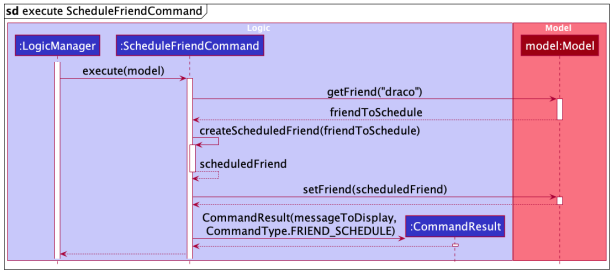 sd execute ScheduleFriendCommand
Logic
Model
:LogicManager
:ScheduleFriendCommand
model:Model
execute(model)
getFriend("draco")
friendToSchedule
createScheduledFriend(friendToSchedule)
scheduledFriend
setFriend(scheduledFriend)
CommandResult(messageToDisplay,
CommandType.FRIEND_SCHEDULE)
:CommandResult